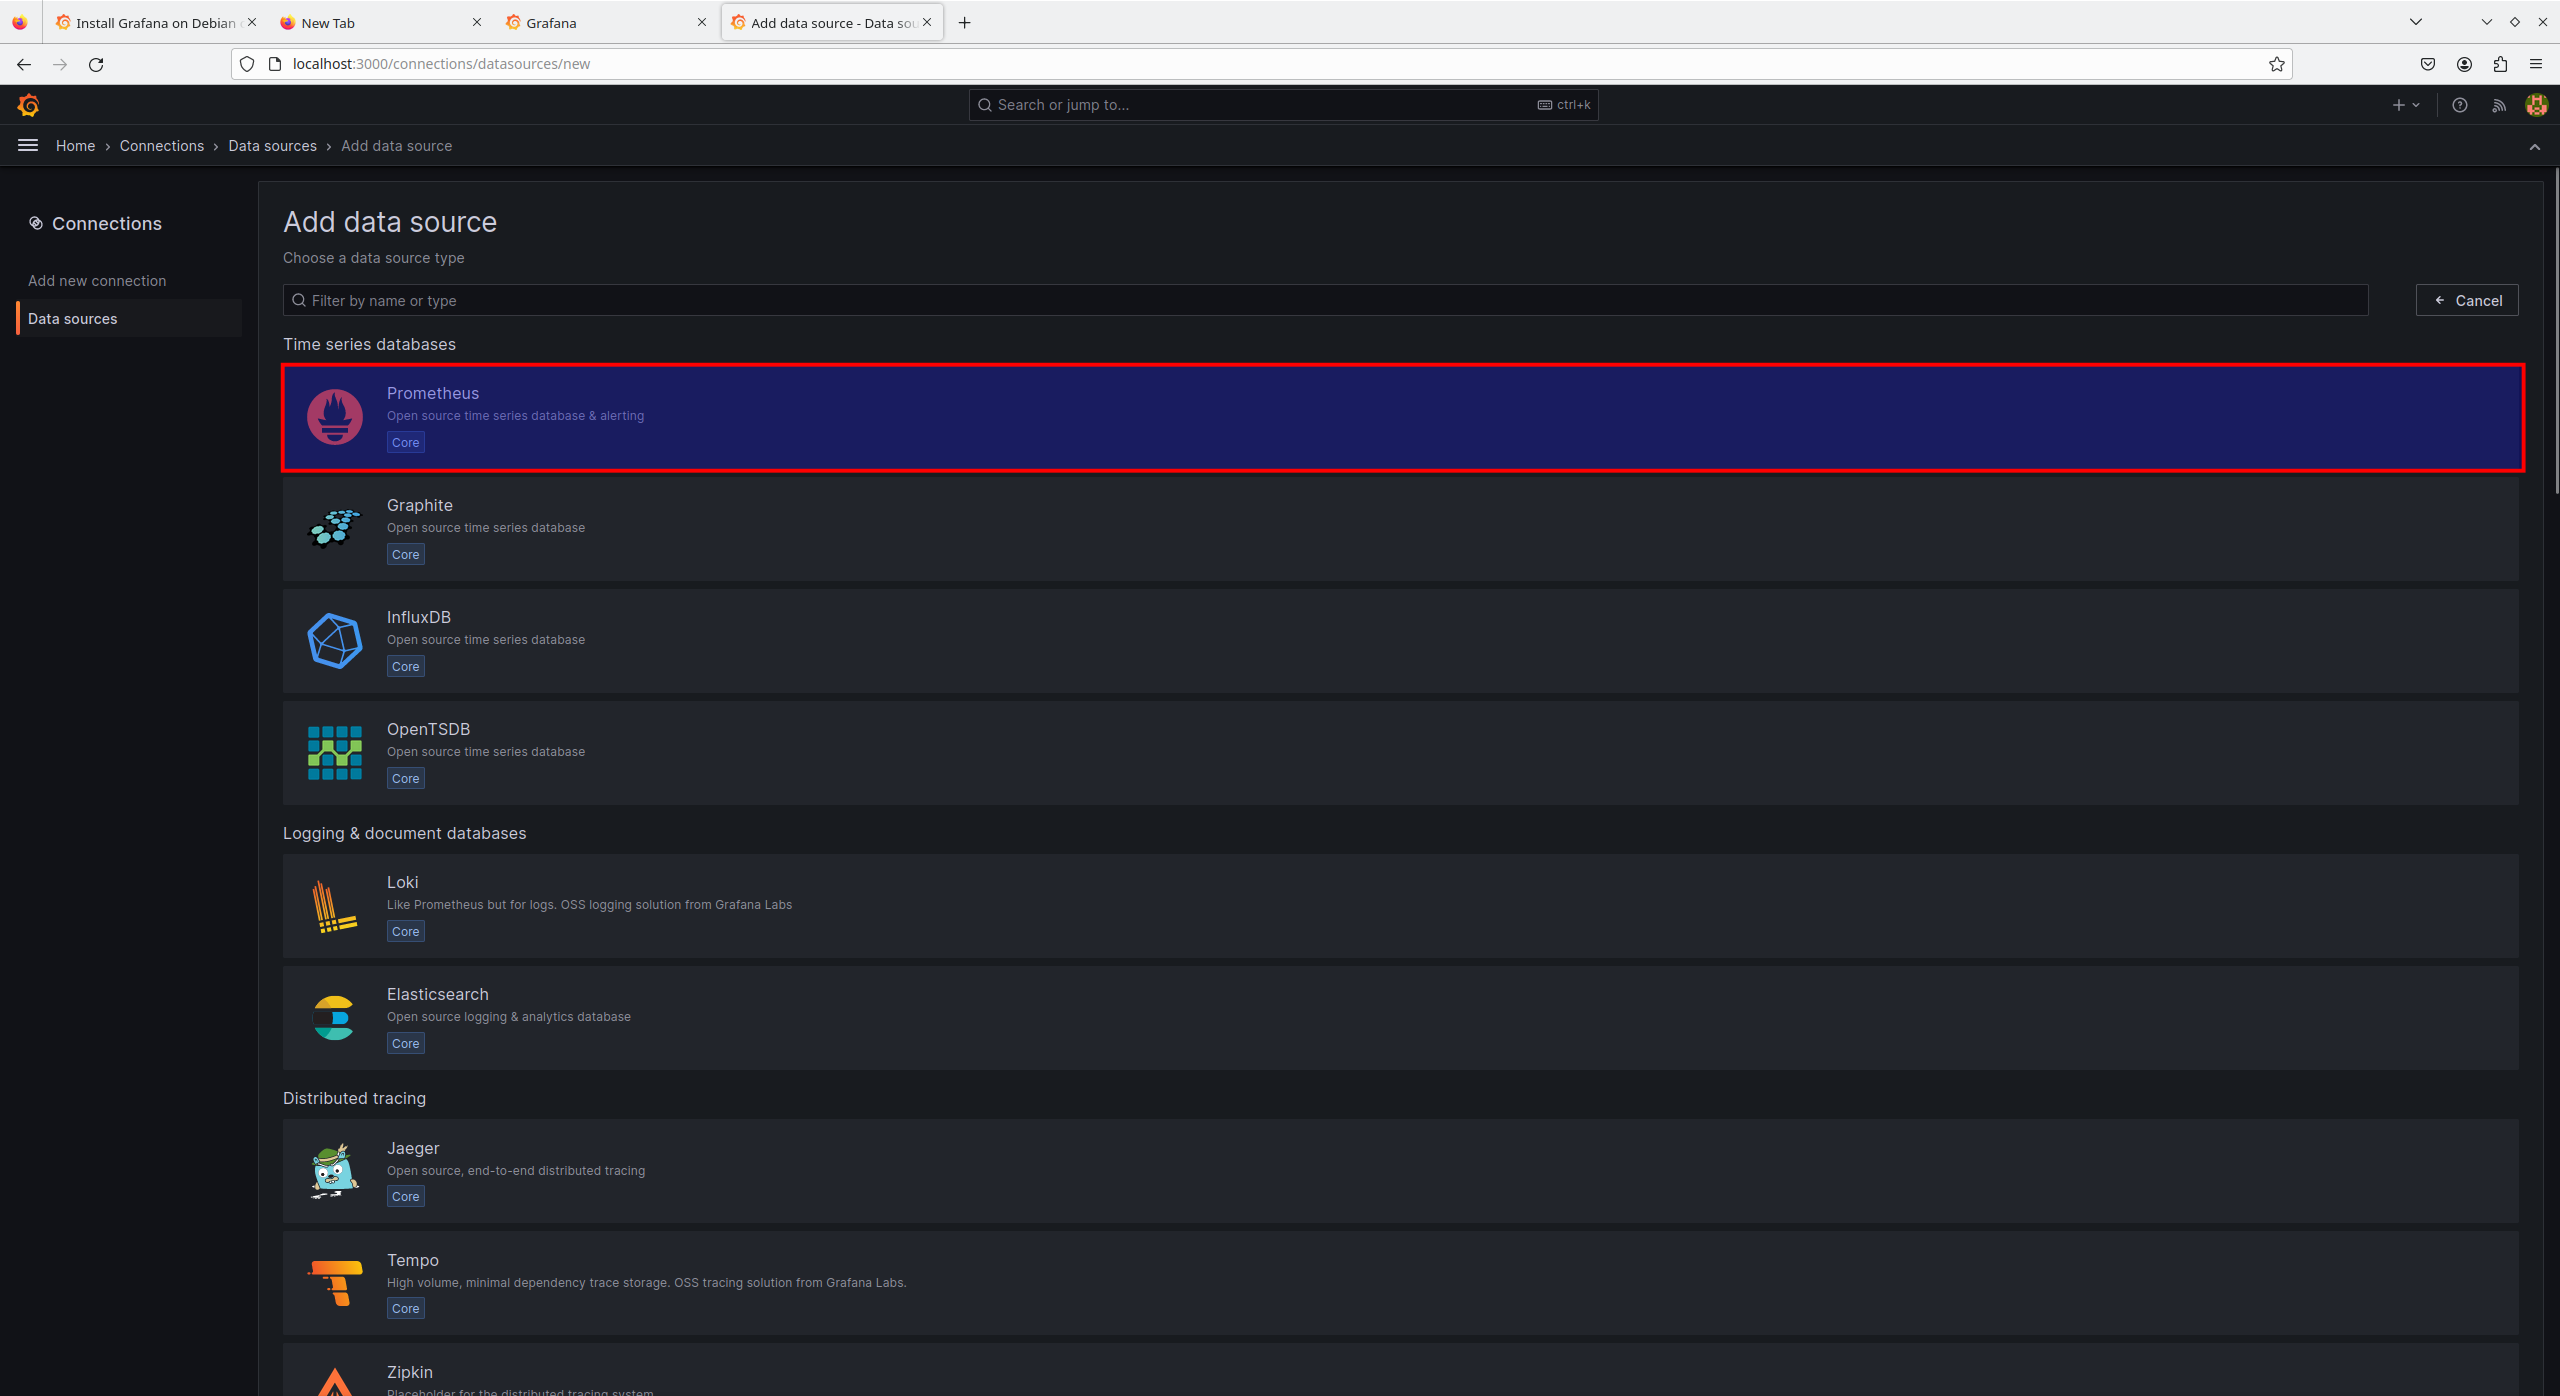 Install Grafana on Debian
New Tab
Grafana
Add data source - Data sou
localhost:3000/connections/datasources/new
Search or jump to...
ctrl+k
Home › Connections › Data sources › Add data source
Connections
Add new connection
Data sources
Add data source
Choose a data source type
Filter by name or type
Cancel
Time series databases
Prometheus
Open source time series database & alerting
Core
Graphite
Open source time series database
Core
InfluxDB
Open source time series database
Core
OpenTSDB
Open source time series database
Core
Logging & document databases
Loki
Like Prometheus but for logs. OSS logging solution from Grafana Labs
Core
Elasticsearch
Open source logging & analytics database
Core
Distributed tracing
Jaeger
Open source, end-to-end distributed tracing
Core
Tempo
High volume, minimal dependency trace storage. OSS tracing solution from Grafana Labs.
Core
Zipkin
Placeholder for the distributed tracing system